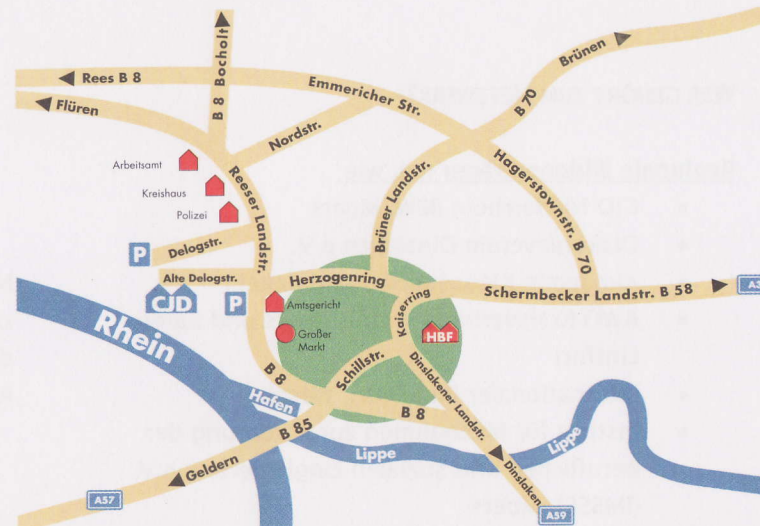 Rees B 8
B 8 Bocholt
Brünen
Flüren
Emmericher Str.
B 70
Nordstr.
Arbeitsamt
Kreishaus
Polizei
Reeser Landstr.
Hagerstownstr. B 70
Brüner Landstr.
Delogstr.
P
Alte Delogstr.
Herzogenring
Schermbecker Landstr. B 58
CJD
P
Amtsgericht
Kaiserring
Großer
Markt
HBF
Rhein
Schillstr.
Dinslakener Landstr.
B 8
Hafen
B 8
B 85
Lippe
Lippe
Geldern
Dinslaken
A57
A59